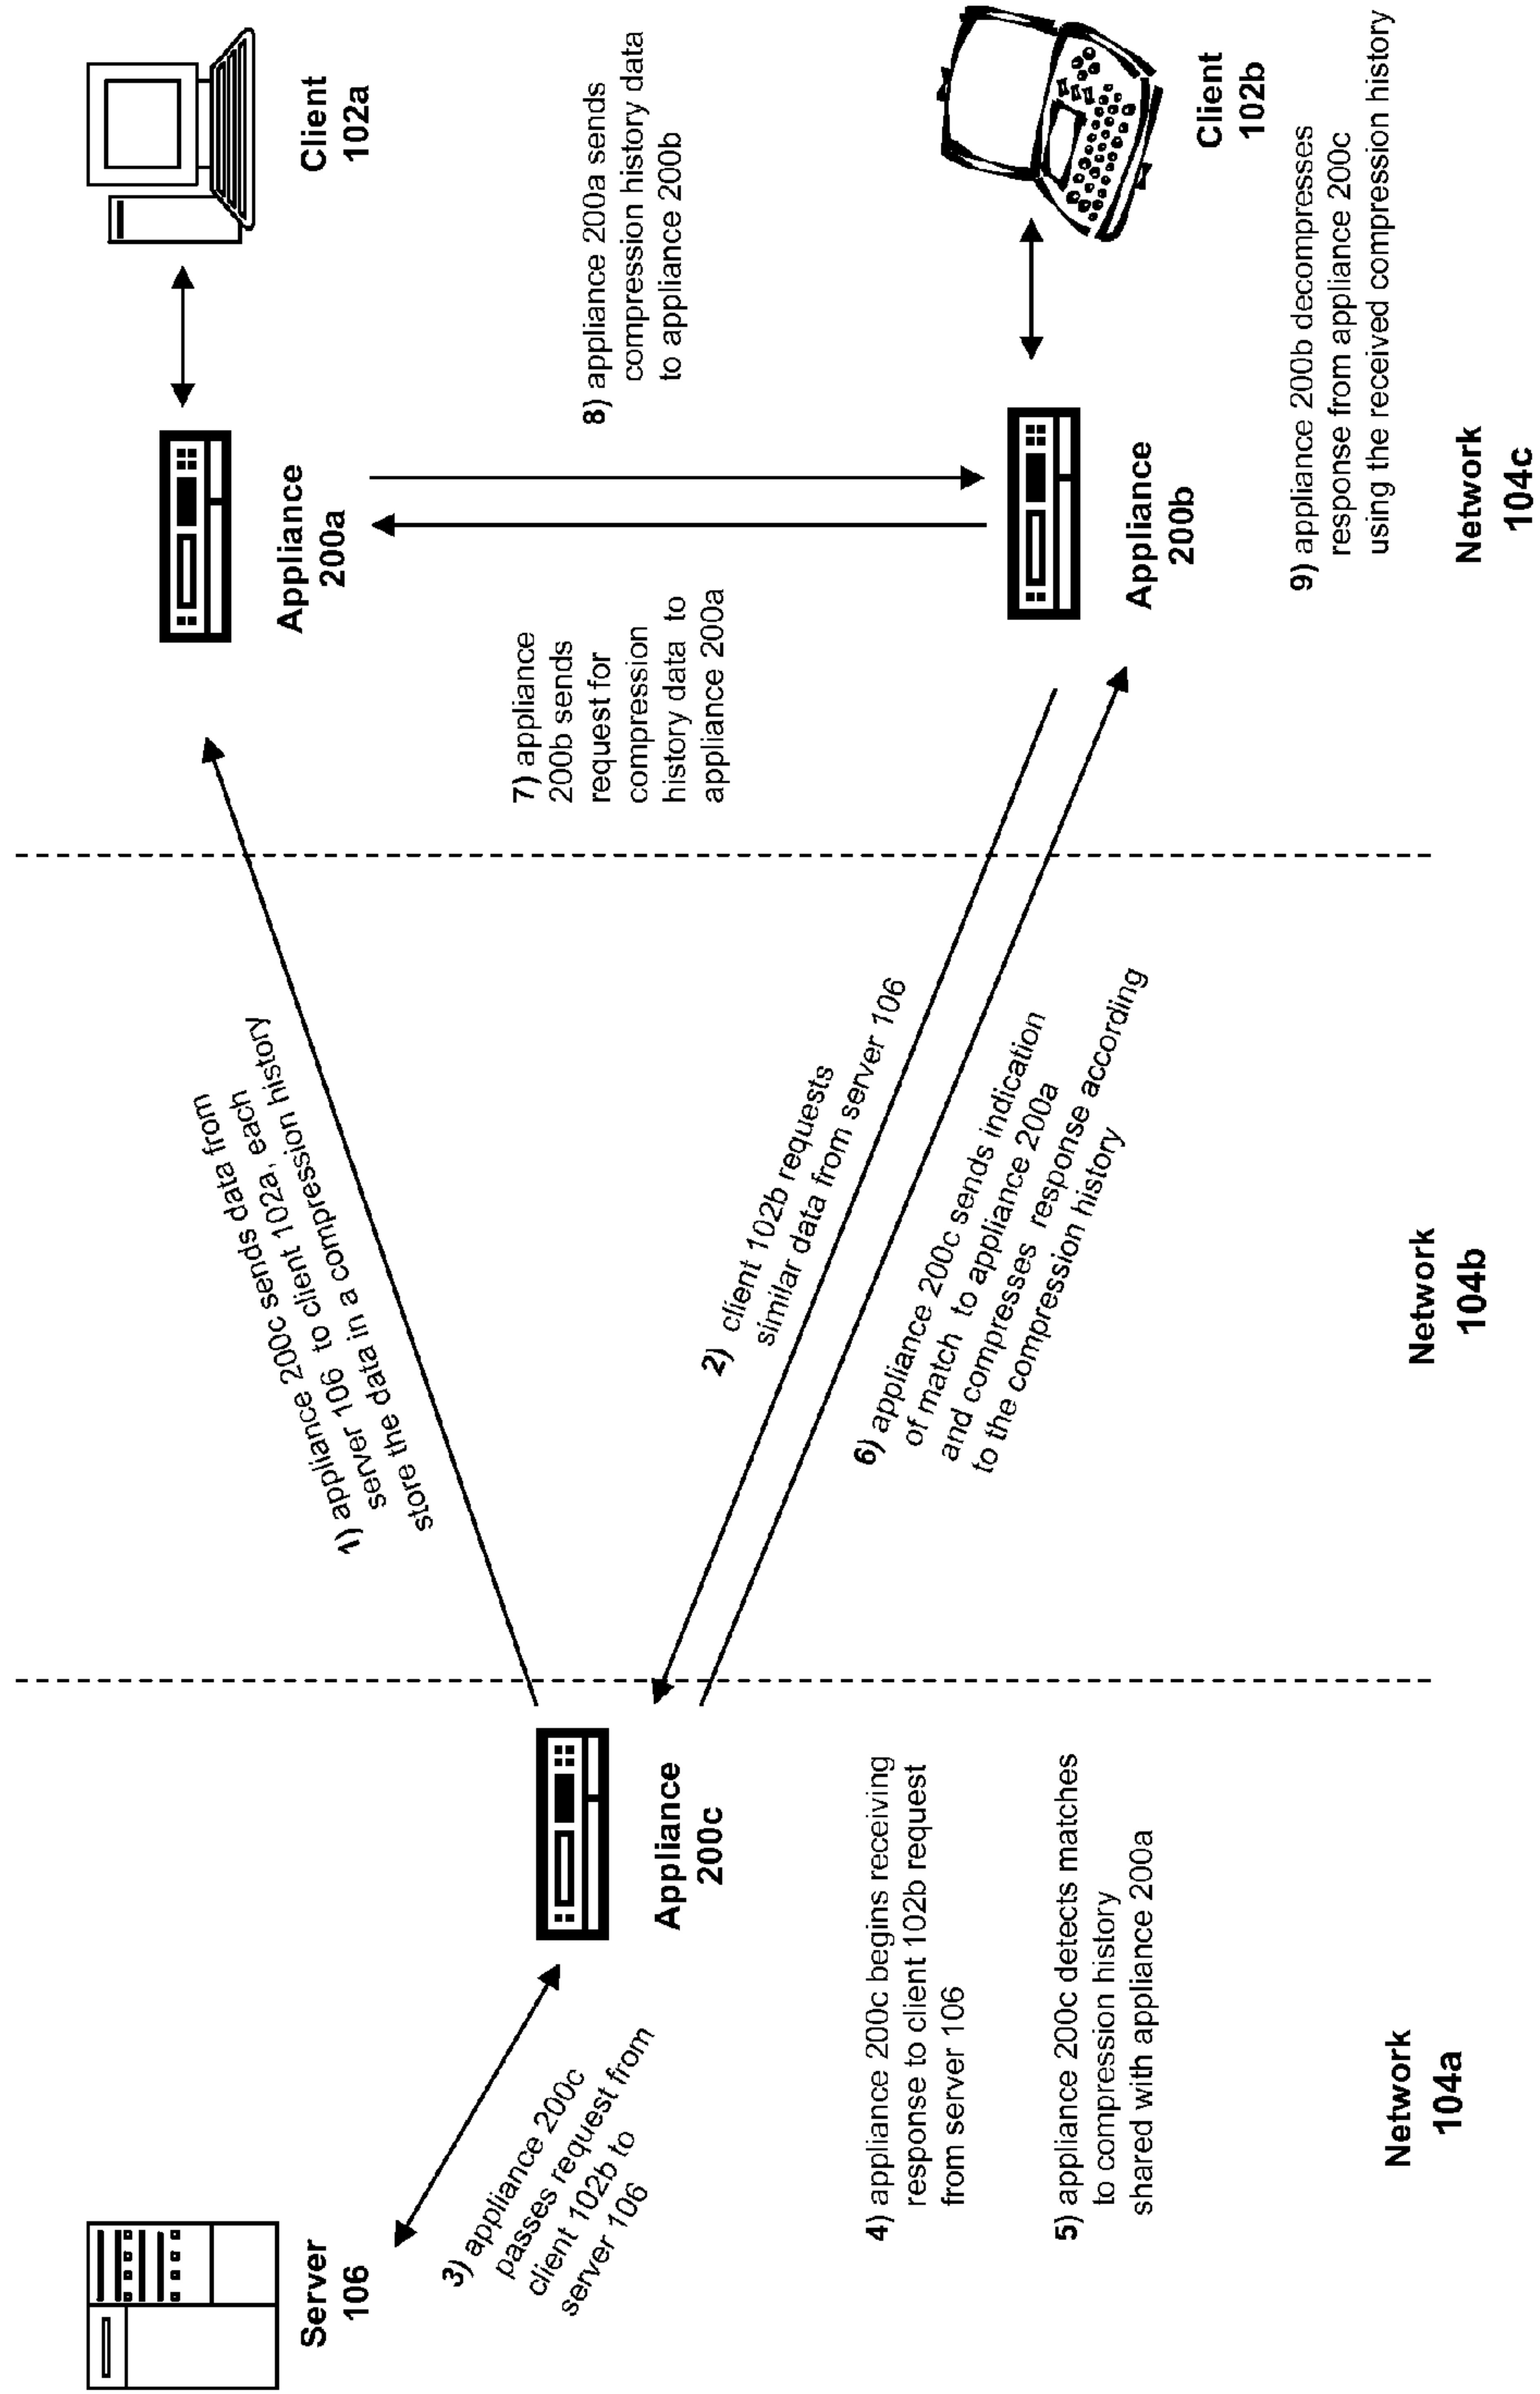 Server
106
3) appliance 200c
passes request from
client 102b to
server 106
Appliance
200c
4) appliance 200c begins receiving
response to client 102b request
from server 106
5) appliance 200c detects matches
to compression history
shared with appliance 200a
Network
104a
1) appliance 200c sends data from
server 106 to client 102a, each
store the data in a compression history
2) client 102b requests
similar data from server 106
6) appliance 200c sends indication
of match to appliance 200a
and compresses response according
to the compression history
Network
104b
Appliance
200a
Client
102a
7) appliance
200b sends
request for
compression
history data to
appliance 200a
8) appliance 200a sends
compression history data
to appliance 200b
Appliance
200b
Client
102b
9) appliance 200b decompresses
response from appliance 200c
using the received compression history
Network
104c